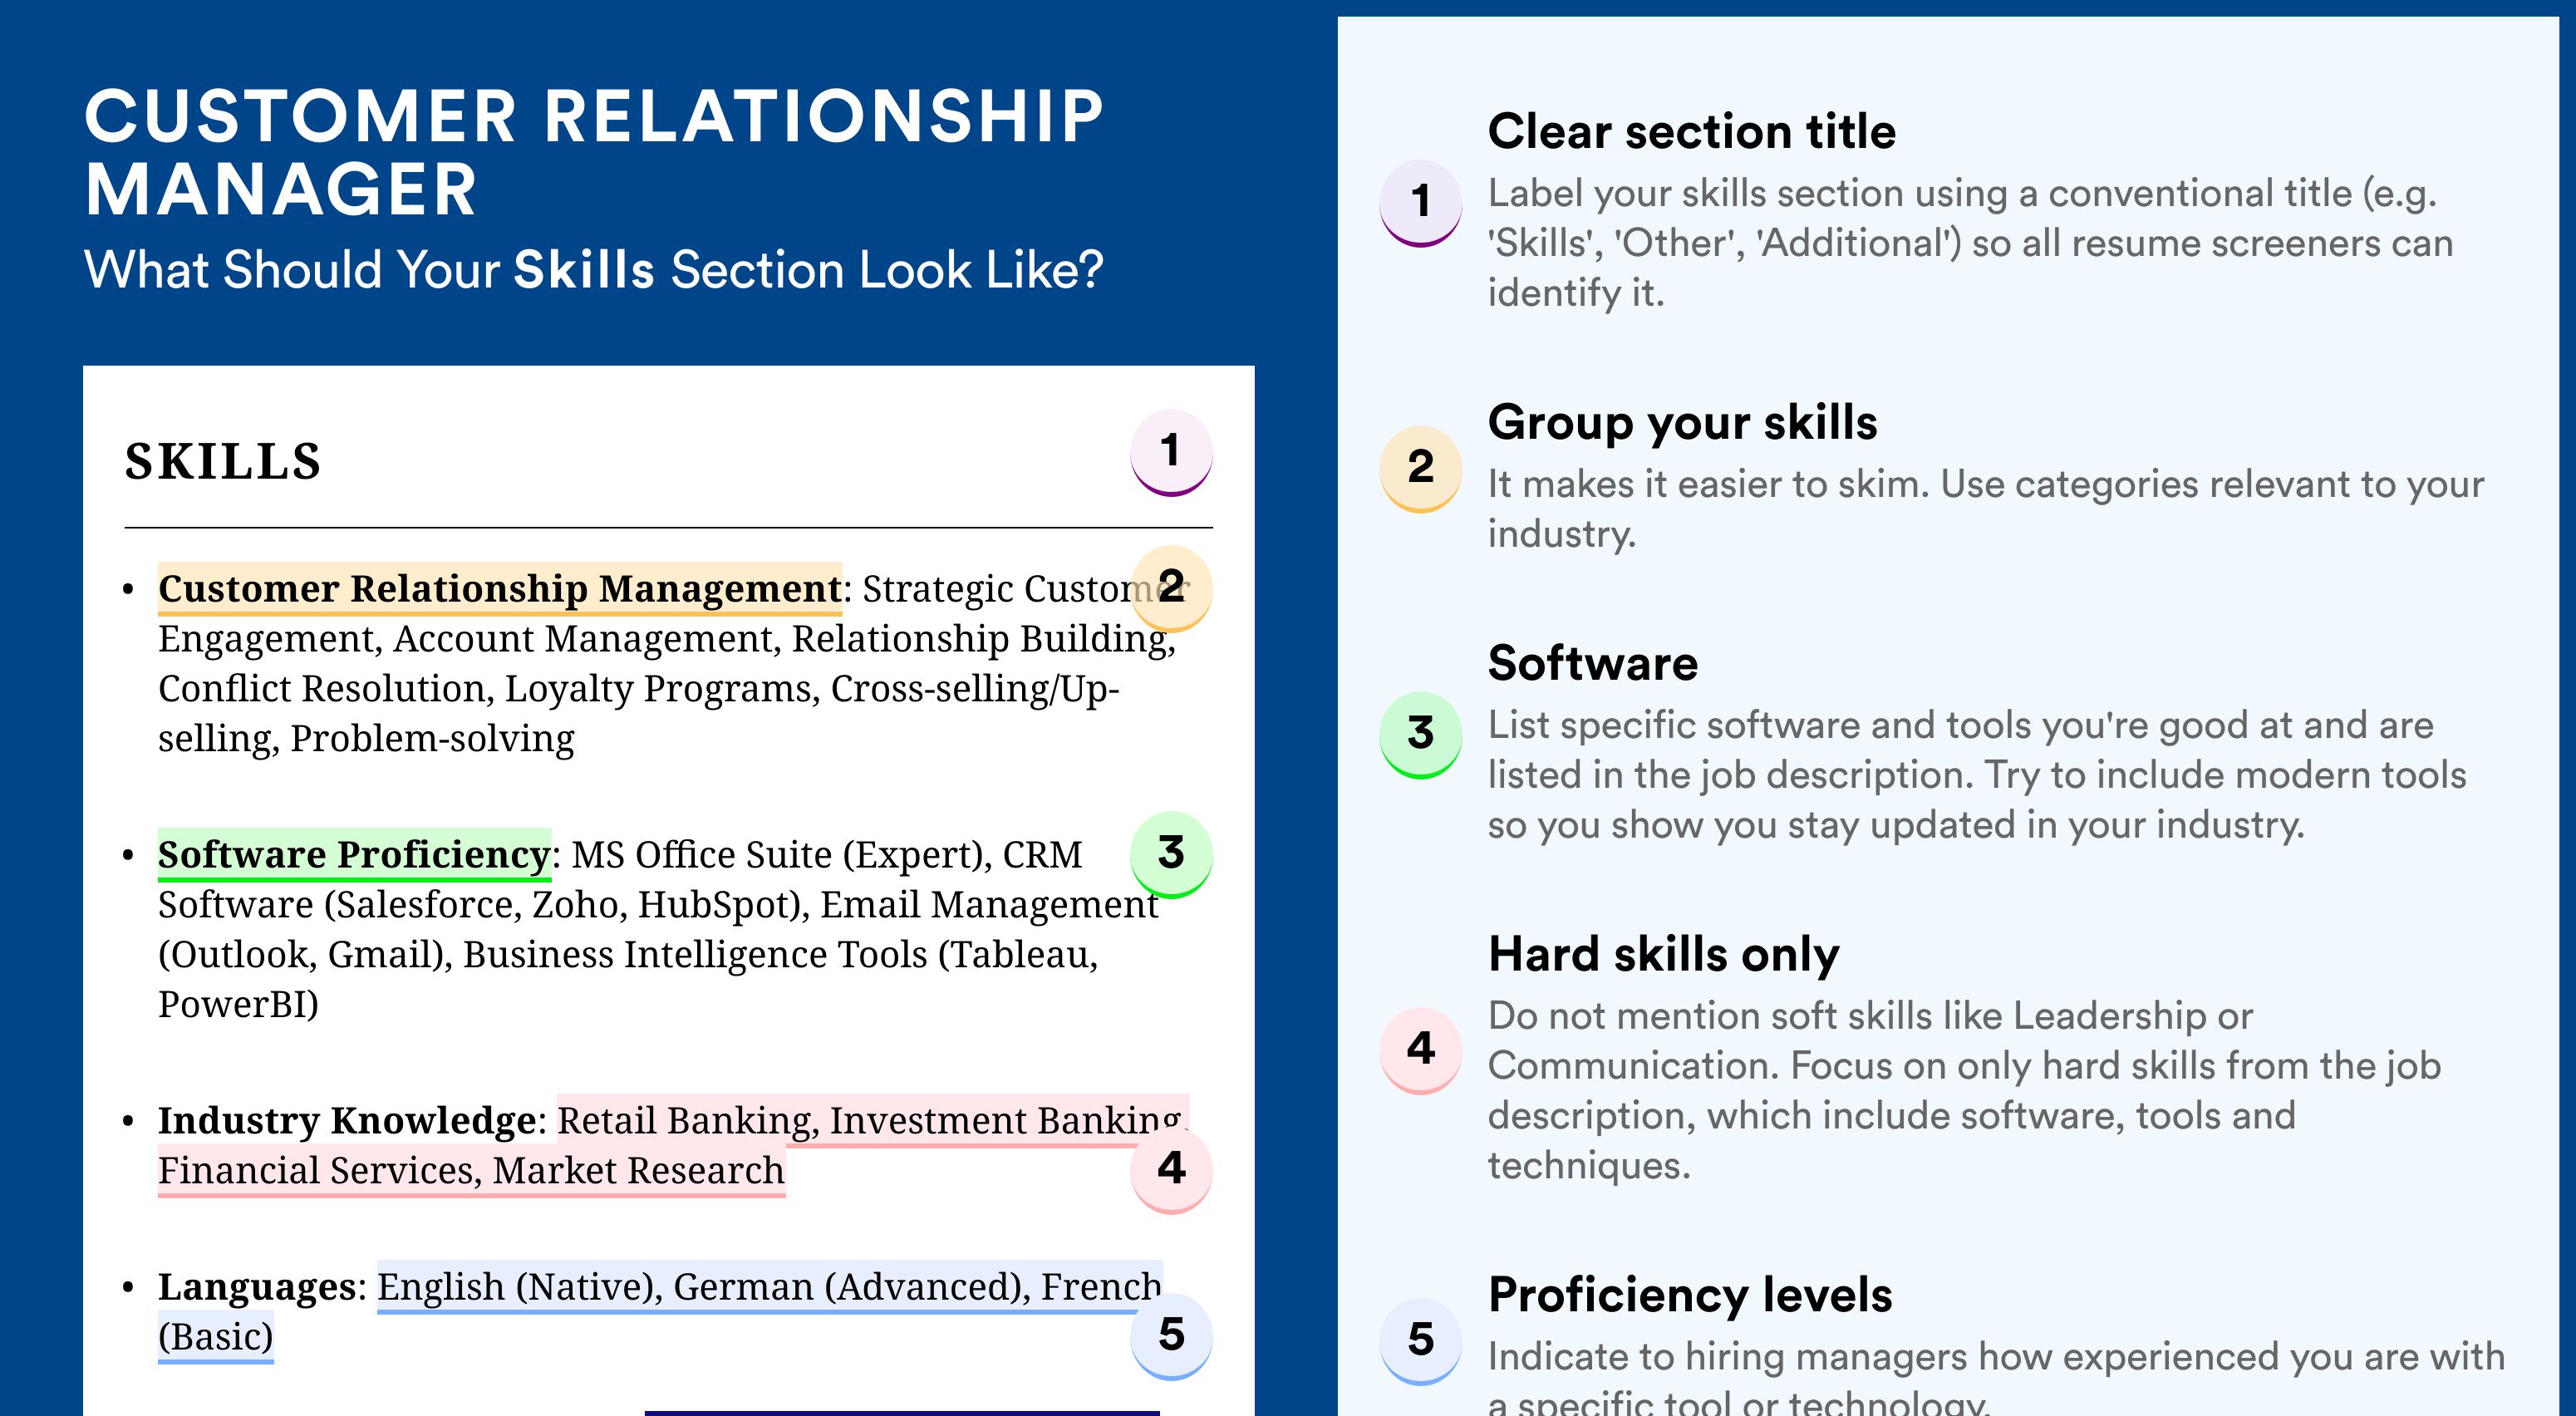 CUSTOMER RELATIONSHIP
MANAGER
What Should Your Skills Section Look Like?
SKILLS
1
• Customer Relationship Management: Strategic Customer
2
Engagement, Account Management, Relationship Building,
Conflict Resolution, Loyalty Programs, Cross-selling/Up-
selling, Problem-solving
• Software Proficiency: MS Office Suite (Expert), CRM
3
Software (Salesforce, Zoho, HubSpot), Email Management
(Outlook, Gmail), Business Intelligence Tools (Tableau,
PowerBI)
• Industry Knowledge: Retail Banking, Investment Banking,
Financial Services, Market Research
4
• Languages: English (Native), German (Advanced), French
(Basic)
5
Clear section title
1
Label your skills section using a conventional title (e.g.
'Skills', 'Other', 'Additional') so all resume screeners can
identify it.
Group your skills
2
It makes it easier to skim. Use categories relevant to your
industry.
Software
3
List specific software and tools you're good at and are
listed in the job description. Try to include modern tools
so you show you stay updated in your industry.
Hard skills only
4
Do not mention soft skills like Leadership or
Communication. Focus on only hard skills from the job
description, which include software, tools and
techniques.
Proficiency levels
5
Indicate to hiring managers how experienced you are with
a specific tool or technology.